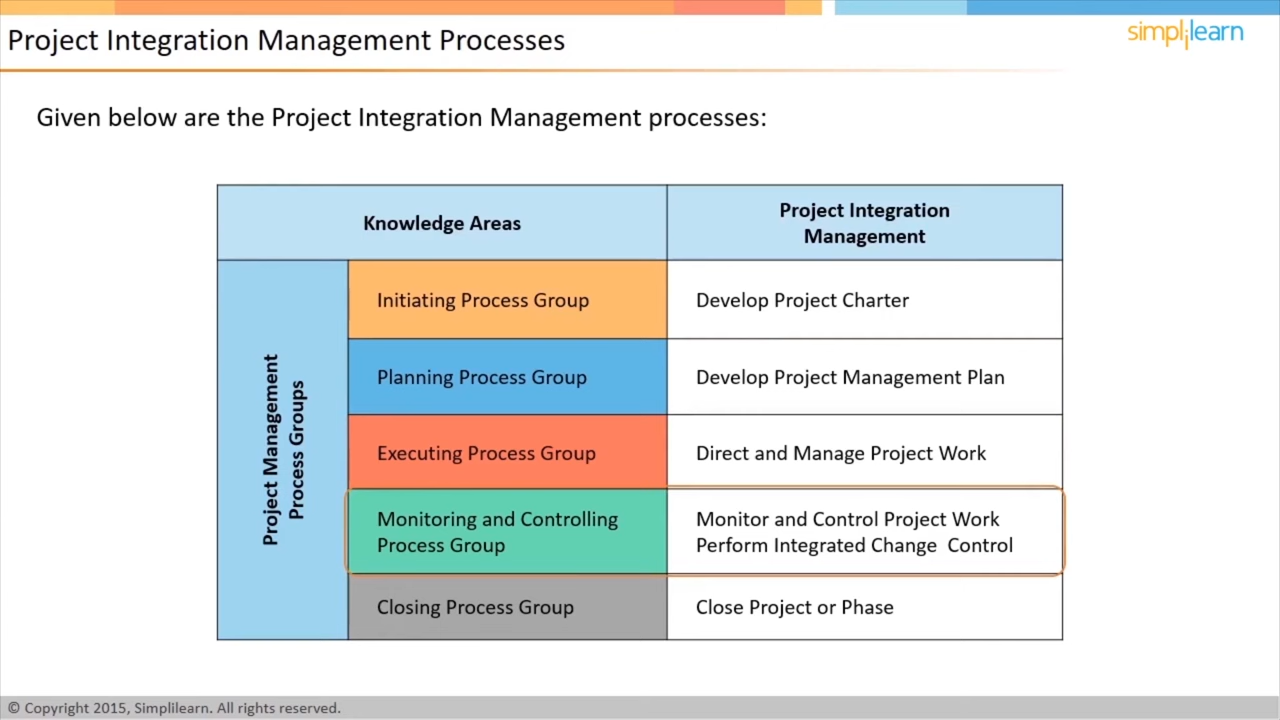 Project Integration Management Processes
simplilearn
Given below are the Project Integration Management processes:
Knowledge Areas
Project Integration
Management
Project Management
Process Groups
Initiating Process Group
Develop Project Charter
Planning Process Group
Develop Project Management Plan
Executing Process Group
Direct and Manage Project Work
Monitoring and Controlling
Process Group
Monitor and Control Project Work
Perform Integrated Change  Control
Closing Process Group
Close Project or Phase
© Copyright 2015, Simplilearn. All rights reserved.